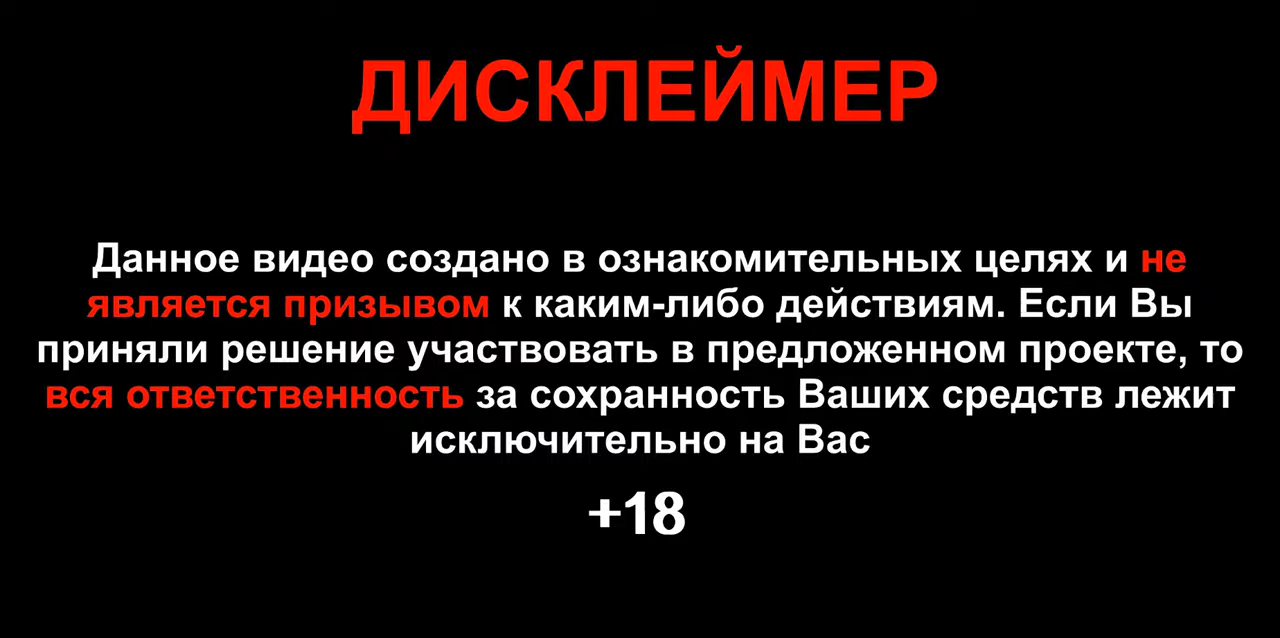 ДИСКЛЕЙМЕР
Данное видео создано в ознакомительных целях и не
является призывом к каким-либо действиям. Если Вы
приняли решение участвовать в предложенном проекте, то
вся ответственность за сохранность Ваших средств лежит
исключительно на Вас
+18